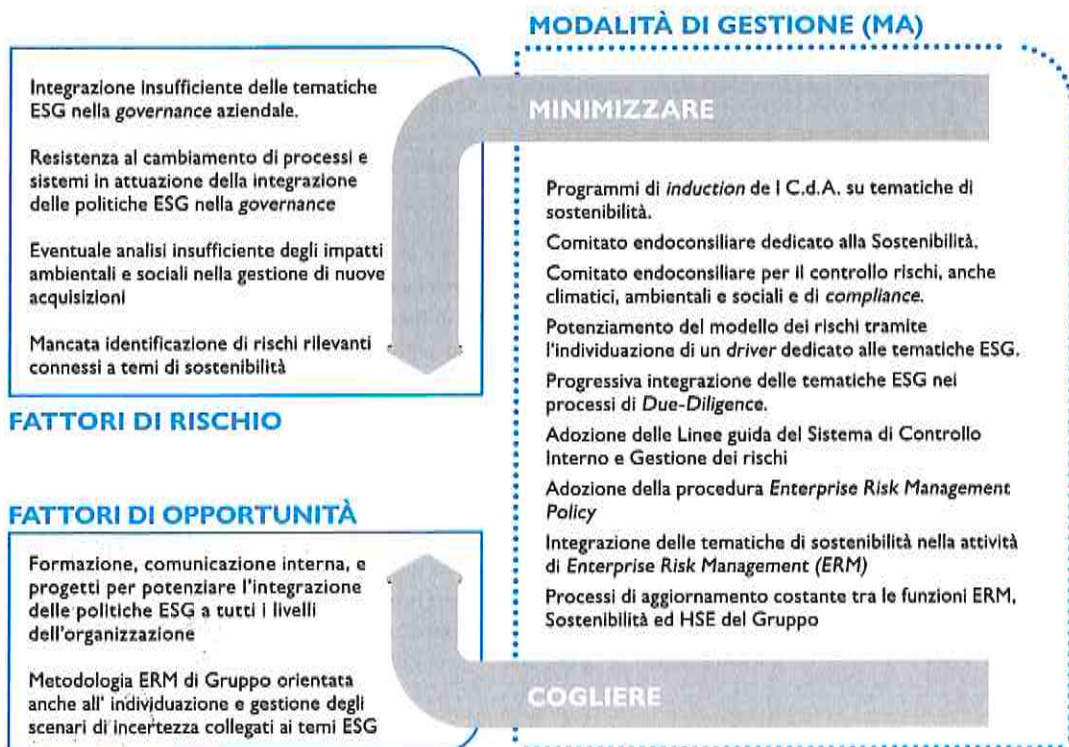 MODALITÀ DI GESTIONE (MA)
Integrazione Insufficiente delle tematiche
ESG nella governance aziendale.
Resistenza al cambiamento di processi e
sistemi in attuazione della integrazione
delle politiche ESG nella governance
Eventuale analisi insufficiente degli impatti
ambientali e sociali nella gestione di nuove
acquisizioni
Mancata identificazione di rischi rilevanti
connessi a temi di sostenibilità
FATTORI DI RISCHIO
FATTORI DI OPPORTUNITÀ
Formazione, comunicazione interna, e
progetti per potenziare l'integrazione
delle politiche ESG a tutti i livelli
dell'organizzazione
Metodologia ERM di Gruppo orientata
anche all' individuazione e gestione degli
scenari di incertezza collegati ai temi ESG
MINIMIZZARE
Programmi di induction de l C.d.A. su tematiche di
sostenibilità.
Comitato endoconsiliare dedicato alla Sostenibilità.
Comitato endoconsiliare per il controllo rischi, anche
climatici, ambientali e sociali e di compliance.
Potenziamento del modello dei rischi tramite
l'individuazione di un driver dedicato alle tematiche ESG.
Progressiva integrazione delle tematiche ESG nei
processi di Due-Diligence.
Adozione delle Linee guida del Sistema di Controllo
Interno e Gestione dei rischi
Adozione della procedura Enterprise Risk Management
Policy
Integrazione delle tematiche di sostenibilità nella attività
di Enterprise Risk Management (ERM)
Processi di aggiornamento costante tra le funzioni ERM,
Sostenibilità ed HSE del Gruppo
COGLIERE